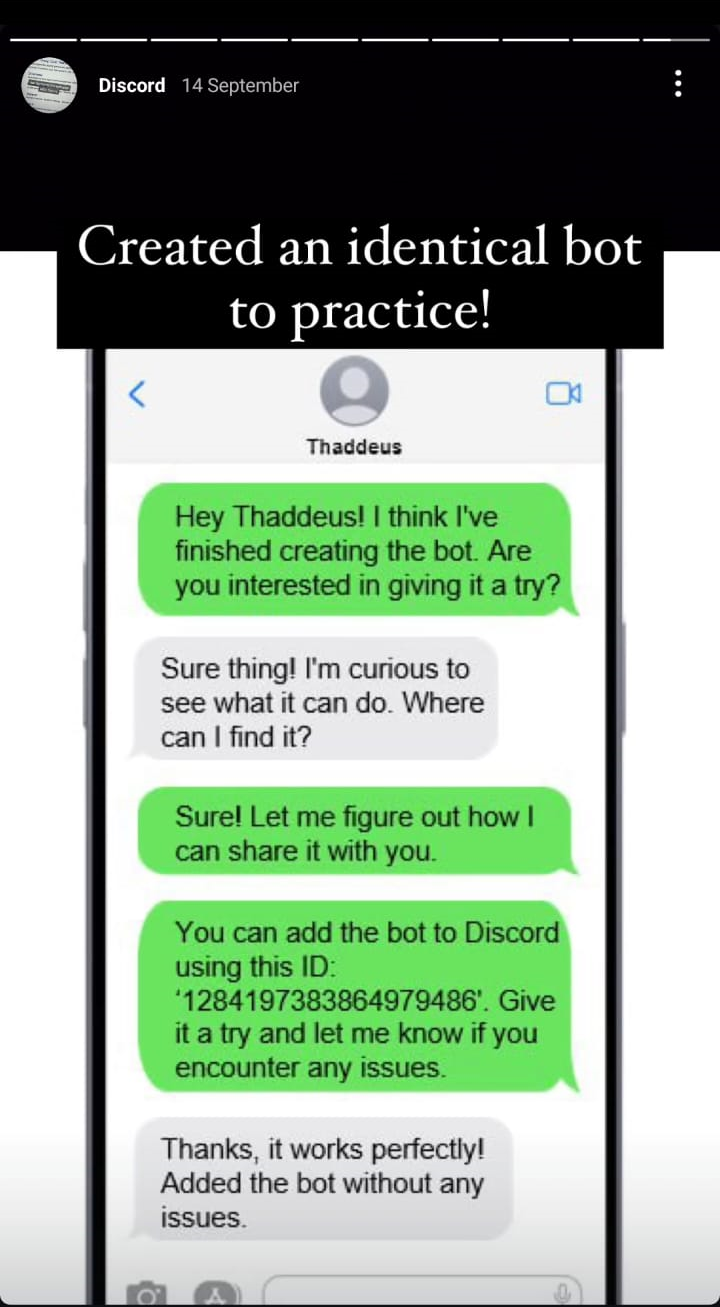 Discord 14 September
Created an identical bot
to practice!
Thaddeus
Hey Thaddeus! I think I've
finished creating the bot. Are
you interested in giving it a try?
Sure thing! I'm curious to
see what it can do. Where
can I find it?
Sure! Let me figure out how I
can share it with you.
You can add the bot to Discord
using this ID:
‘1284197383864979486’. Give
it a try and let me know if you
encounter any issues.
Thanks, it works perfectly!
Added the bot without any
issues.